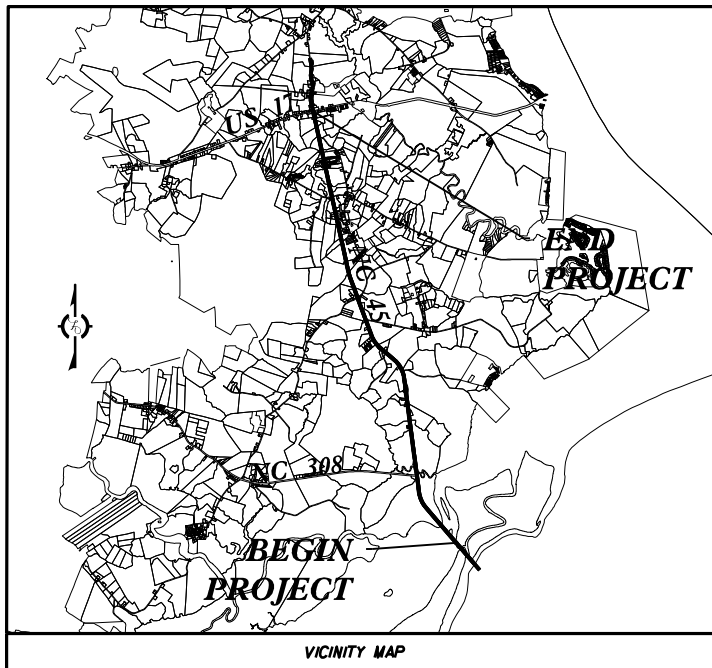 US 17
NC 45
END
PROJECT
NC 308
BEGIN
PROJECT
VICINITY MAP